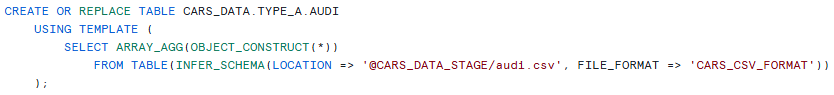 CREATE OR REPLACE TABLE CARS_DATA.TYPE_A.AUDI
USING TEMPLATE (
SELECT ARRAY_AGG(OBJECT_CONSTRUCT(*))
FROM TABLE(INFER_SCHEMA(LOCATION => '@CARS_DATA_STAGE/audi.csv', FILE_FORMAT => 'CARS_CSV_FORMAT'))
);